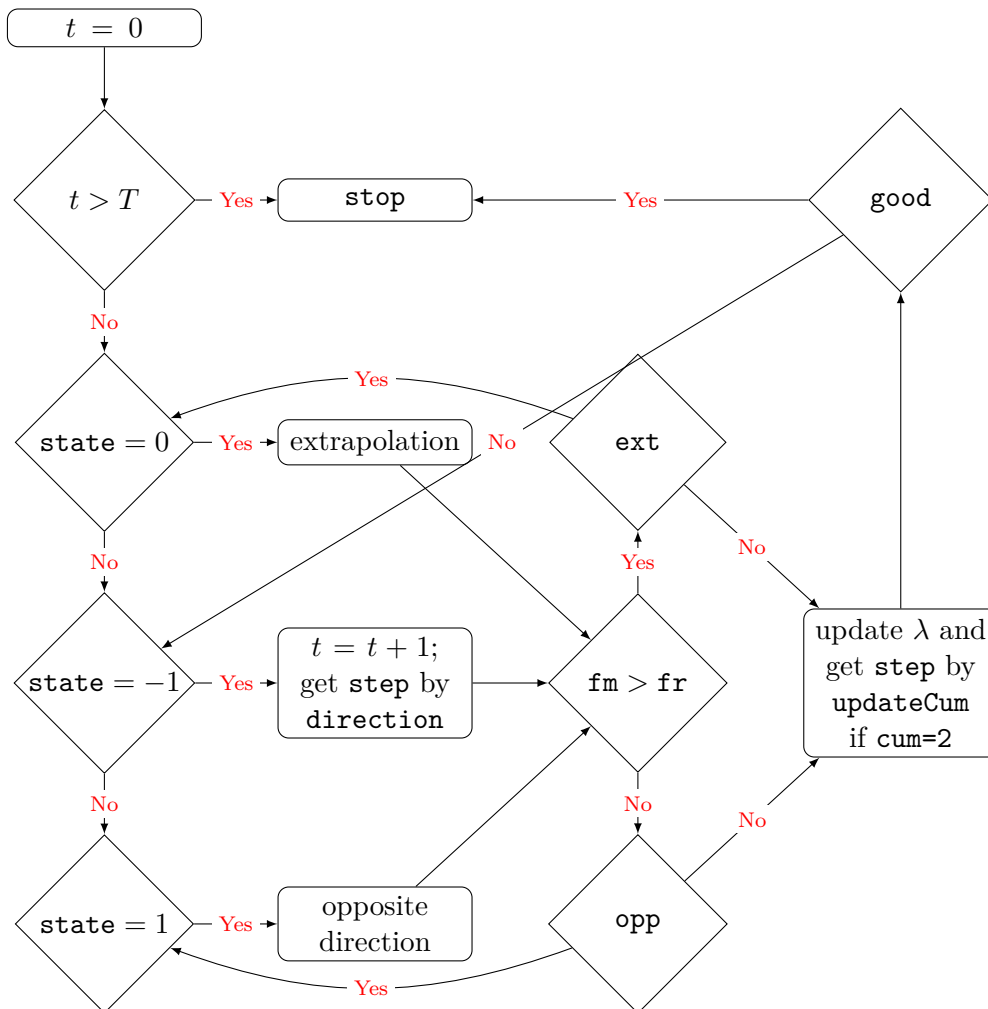 t = 0
t > T
Yes
stop
Yes
good
No
Yes
state = 0
Yes
extrapolation
No
ext
No
Yes
No
state = −1
Yes
t = t + 1;
get step by
direction
fm > fr
update λ and
get step by
updateCum
if cum=2
No
No
No
state = 1
Yes
opposite
direction
opp
Yes